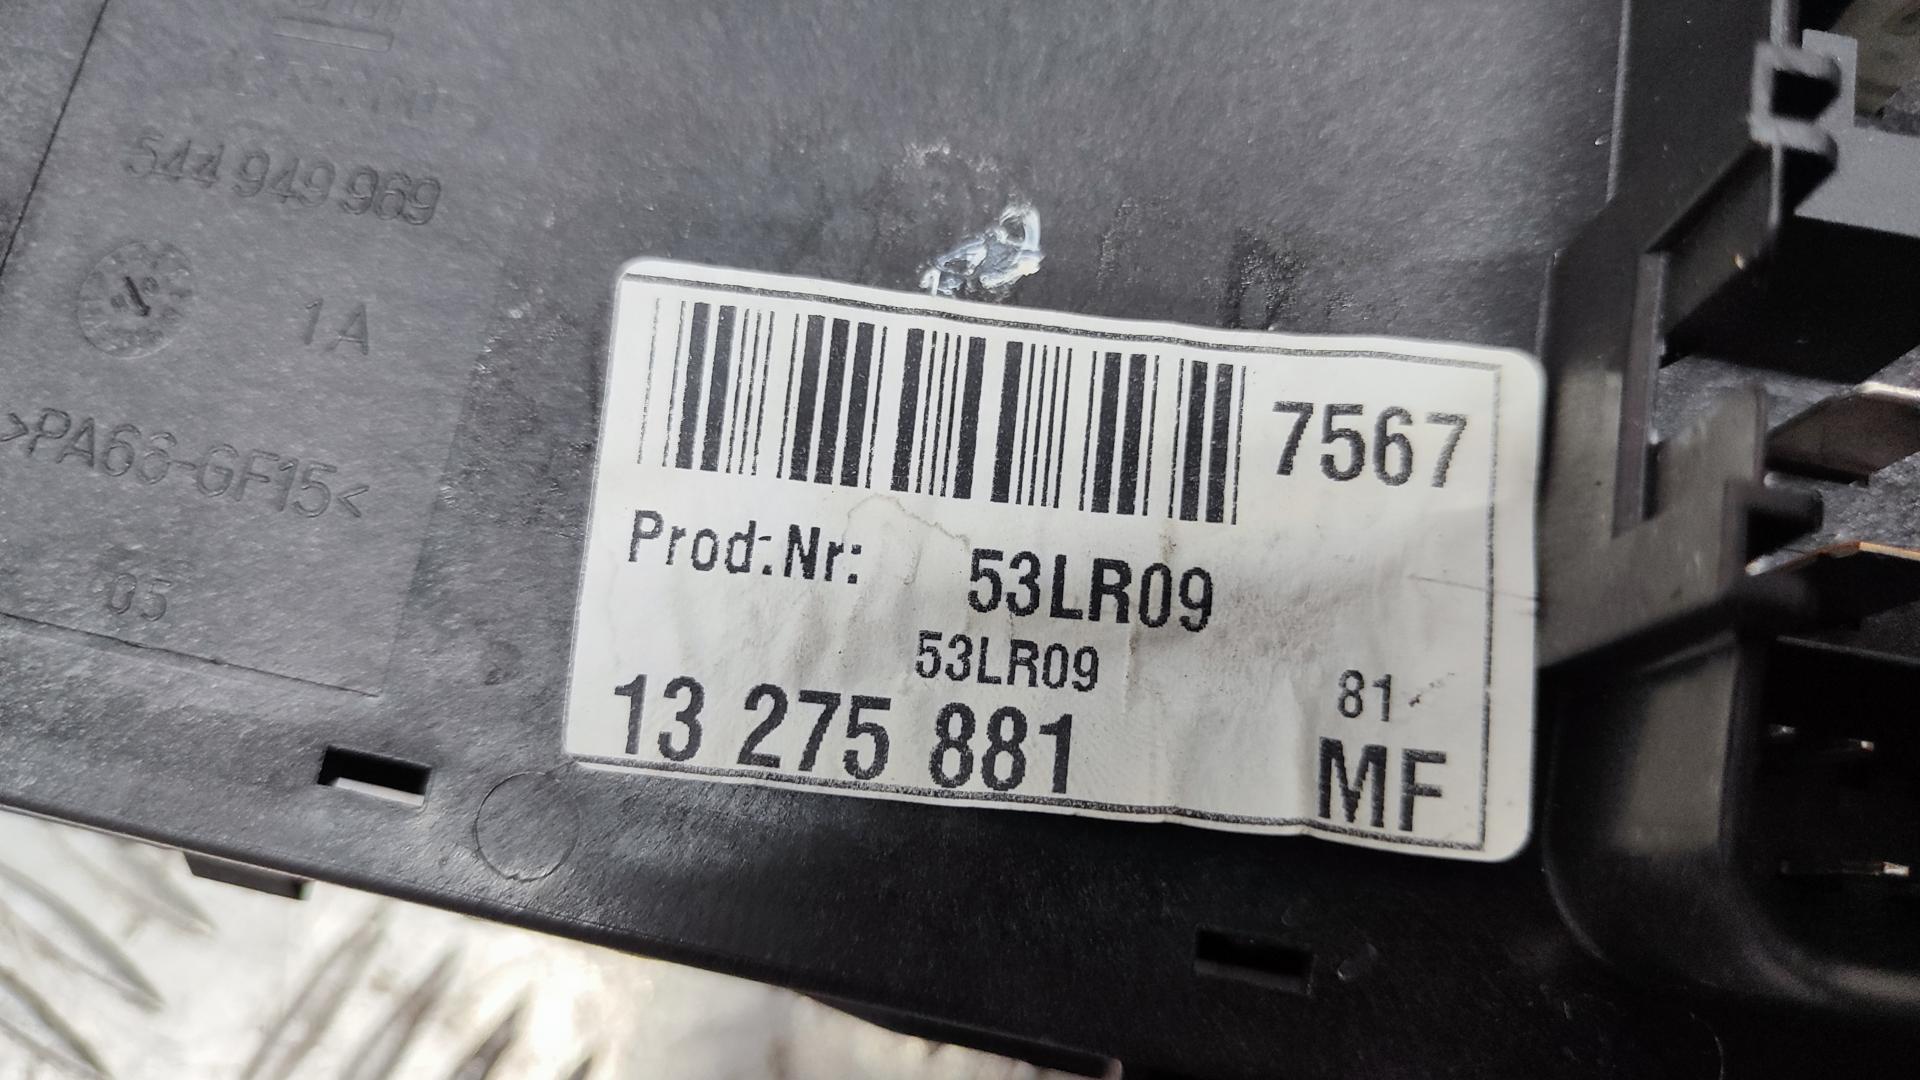 544 949 969
1A
>PA66-GF15<
05
7567
Prod.Nr:
53LR09
53LR09
81
13 275 881
MF